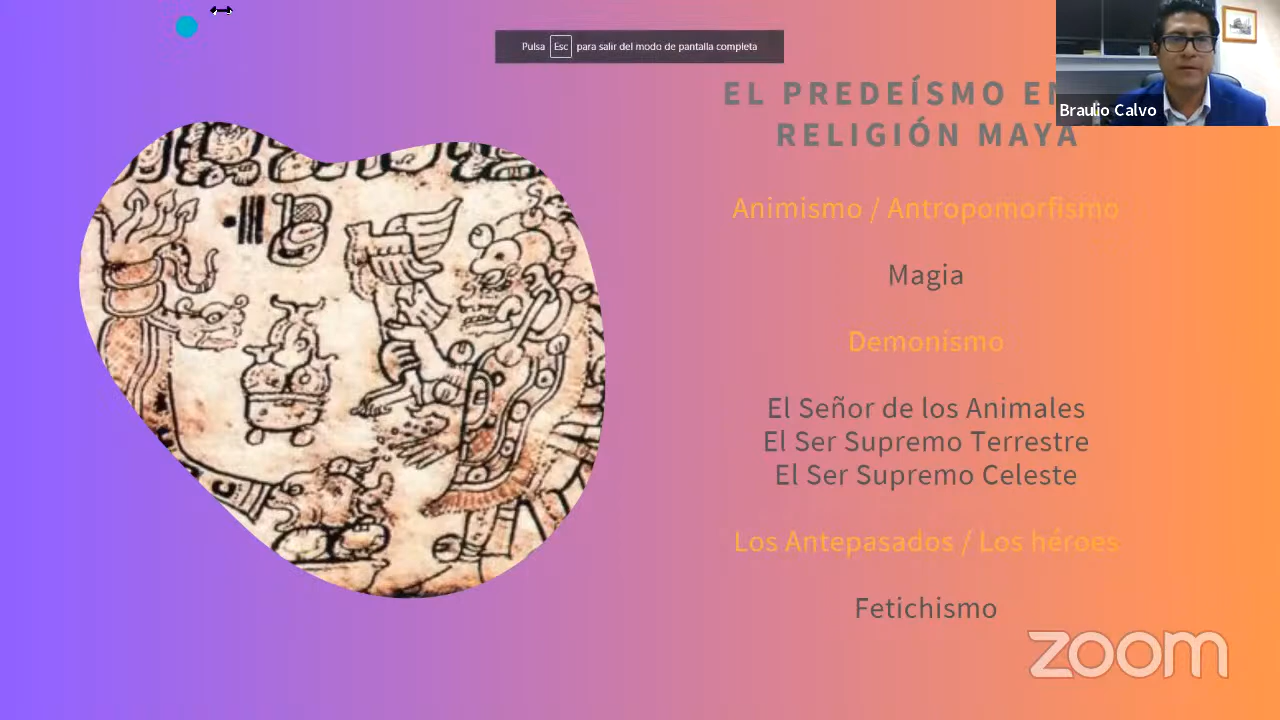 Pulsa Esc para salir del modo de pantalla completa
EL PREDEÍSMO EN
RELIGIÓN MAYA
Braulio Calvo
Animismo / Antropomorfismo
Magia
Demonismo
El Señor de los Animales
El Ser Supremo Terrestre
El Ser Supremo Celeste
Los Antepasados / Los héroes
Fetichismo
zoom